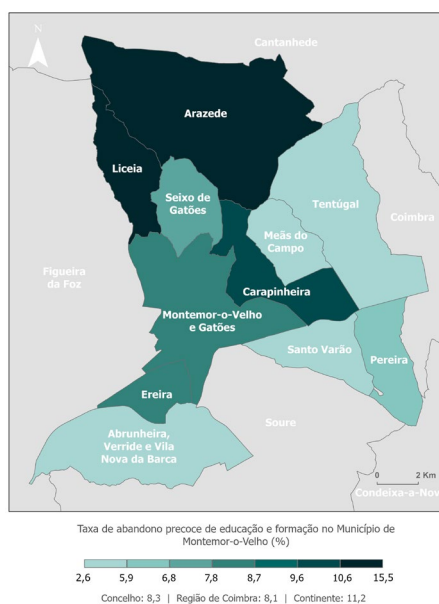 N
Cantanhede
Arazede
Liceia
Seixo de
Gatões
Tentúgal
Coimbra
Meãs do
Campo
Figueira
da Foz
Carapinheira
Montemor-o-Velho
e Gatões
Santo Varão
Pereira
Ereira
Soure
Abrunheira,
Verride e Vila
Nova da Barca
0 2 Km
Condeixa-a-Nov
Taxa de abandono precoce de educação e formação no Município de
Montemor-o-Velho (%)
2,6 5,9 6,8 7,8 8,7 9,6 10,6 15,5
Concelho: 8,3 | Região de Coimbra: 8,1 | Continente: 11,2